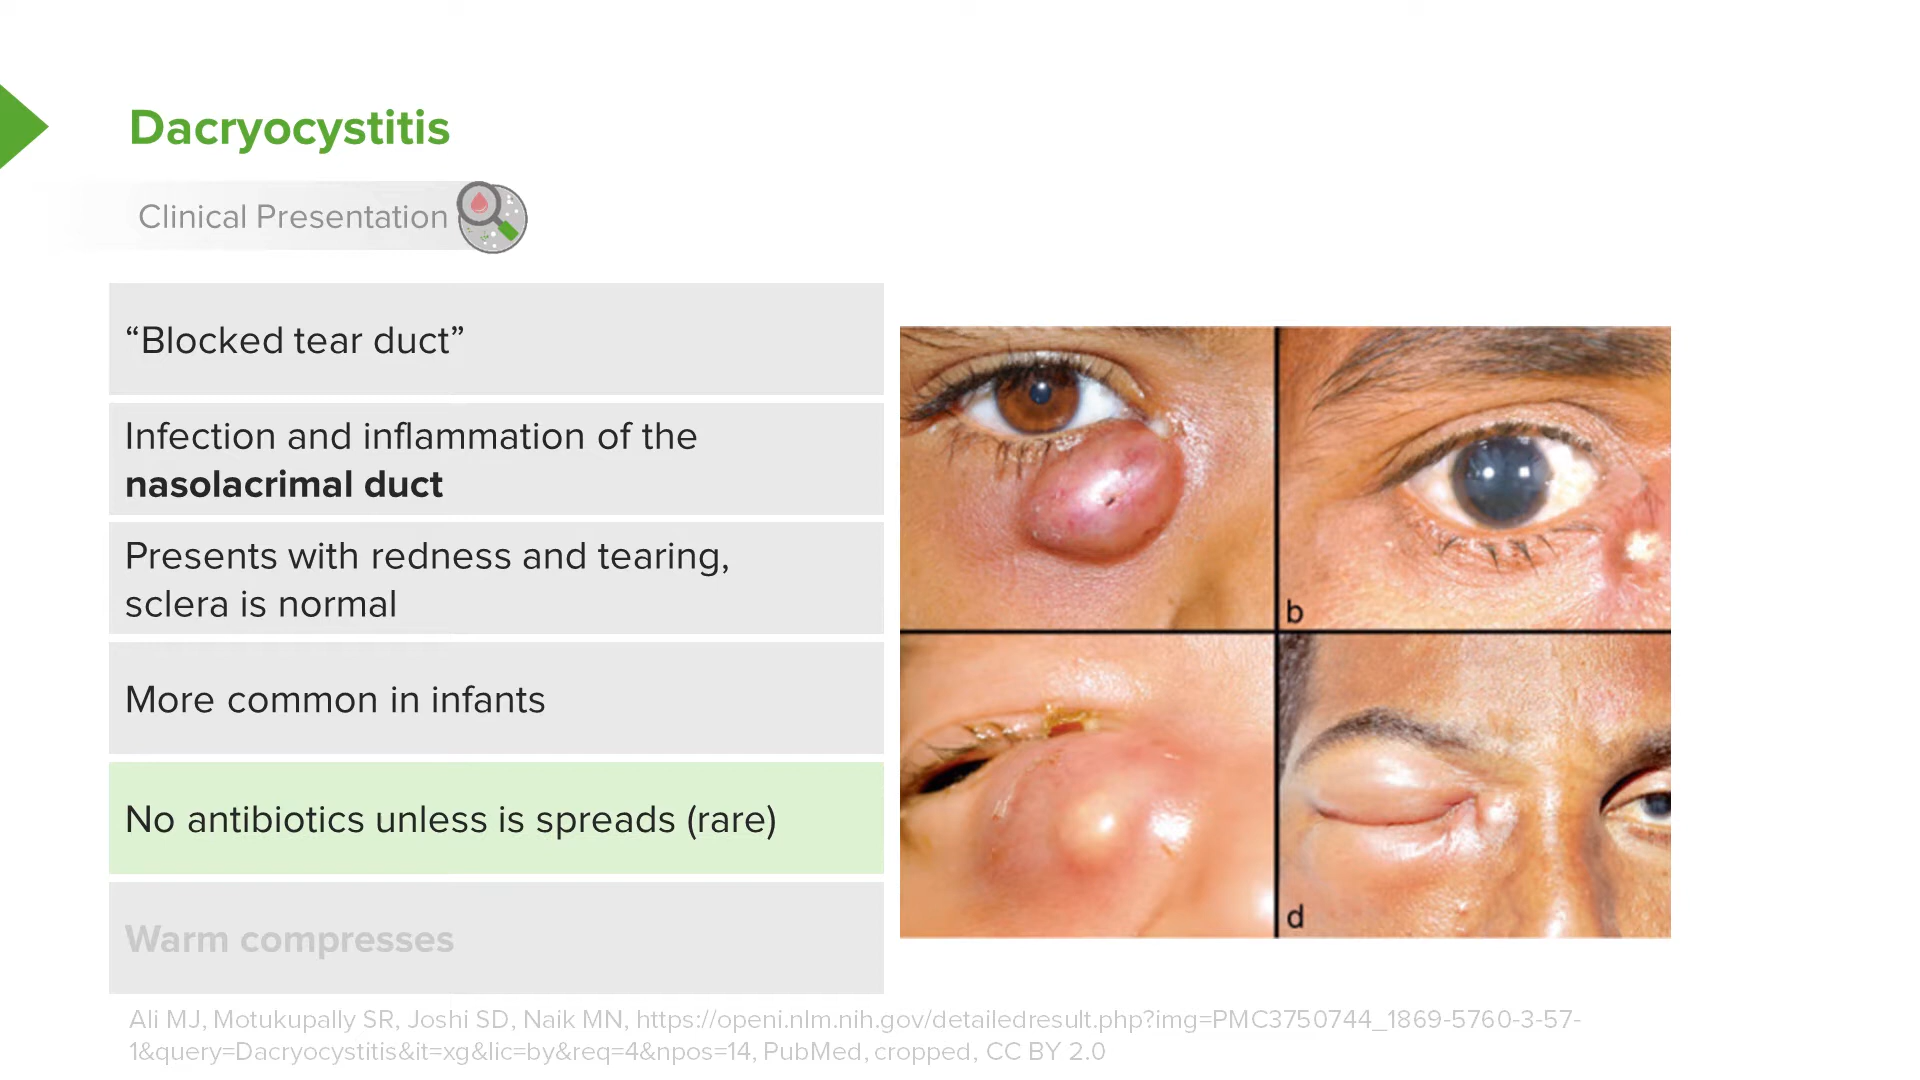 Dacryocystitis
Clinical Presentation
“Blocked tear duct”
Infection and inflammation of the
nasolacrimal duct
Presents with redness and tearing,
sclera is normal
More common in infants
No antibiotics unless is spreads (rare)
Warm compresses
b
d
Ali MJ, Motukupally SR, Joshi SD, Naik MN, https://openi.nlm.nih.gov/detailedresult.php?img=PMC3750744_1869-5760-3-57-
1&query=Dacryocystitis&it=xg&lic=by&req=4&npos=14, PubMed, cropped, CC BY 2.0